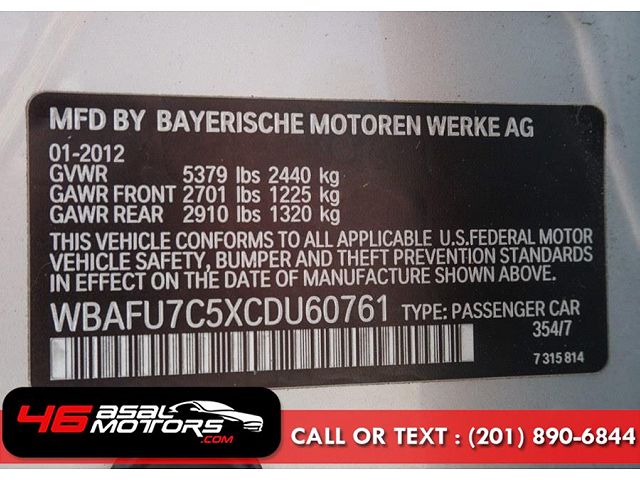 MFD BY BAYERISCHE MOTOREN WERKE AG
01-2012
GVWR 5379 lbs 2440 kg
GAWR FRONT 2701 lbs 1225 kg
GAWR REAR 2910 lbs 1320 kg
THIS VEHICLE CONFORMS TO ALL APPLICABLE U.S.FEDERAL MOTOR
VEHICLE SAFETY, BUMPER AND THEFT PREVENTION STANDARDS
IN EFFECT ON THE DATE OF MANUFACTURE SHOWN ABOVE.
WBAFU7C5XCDU60761 TYPE: PASSENGER CAR
354/7
7 315 814
46 ASAL
MOTORS.COM
CALL OR TEXT : (201) 890-6844